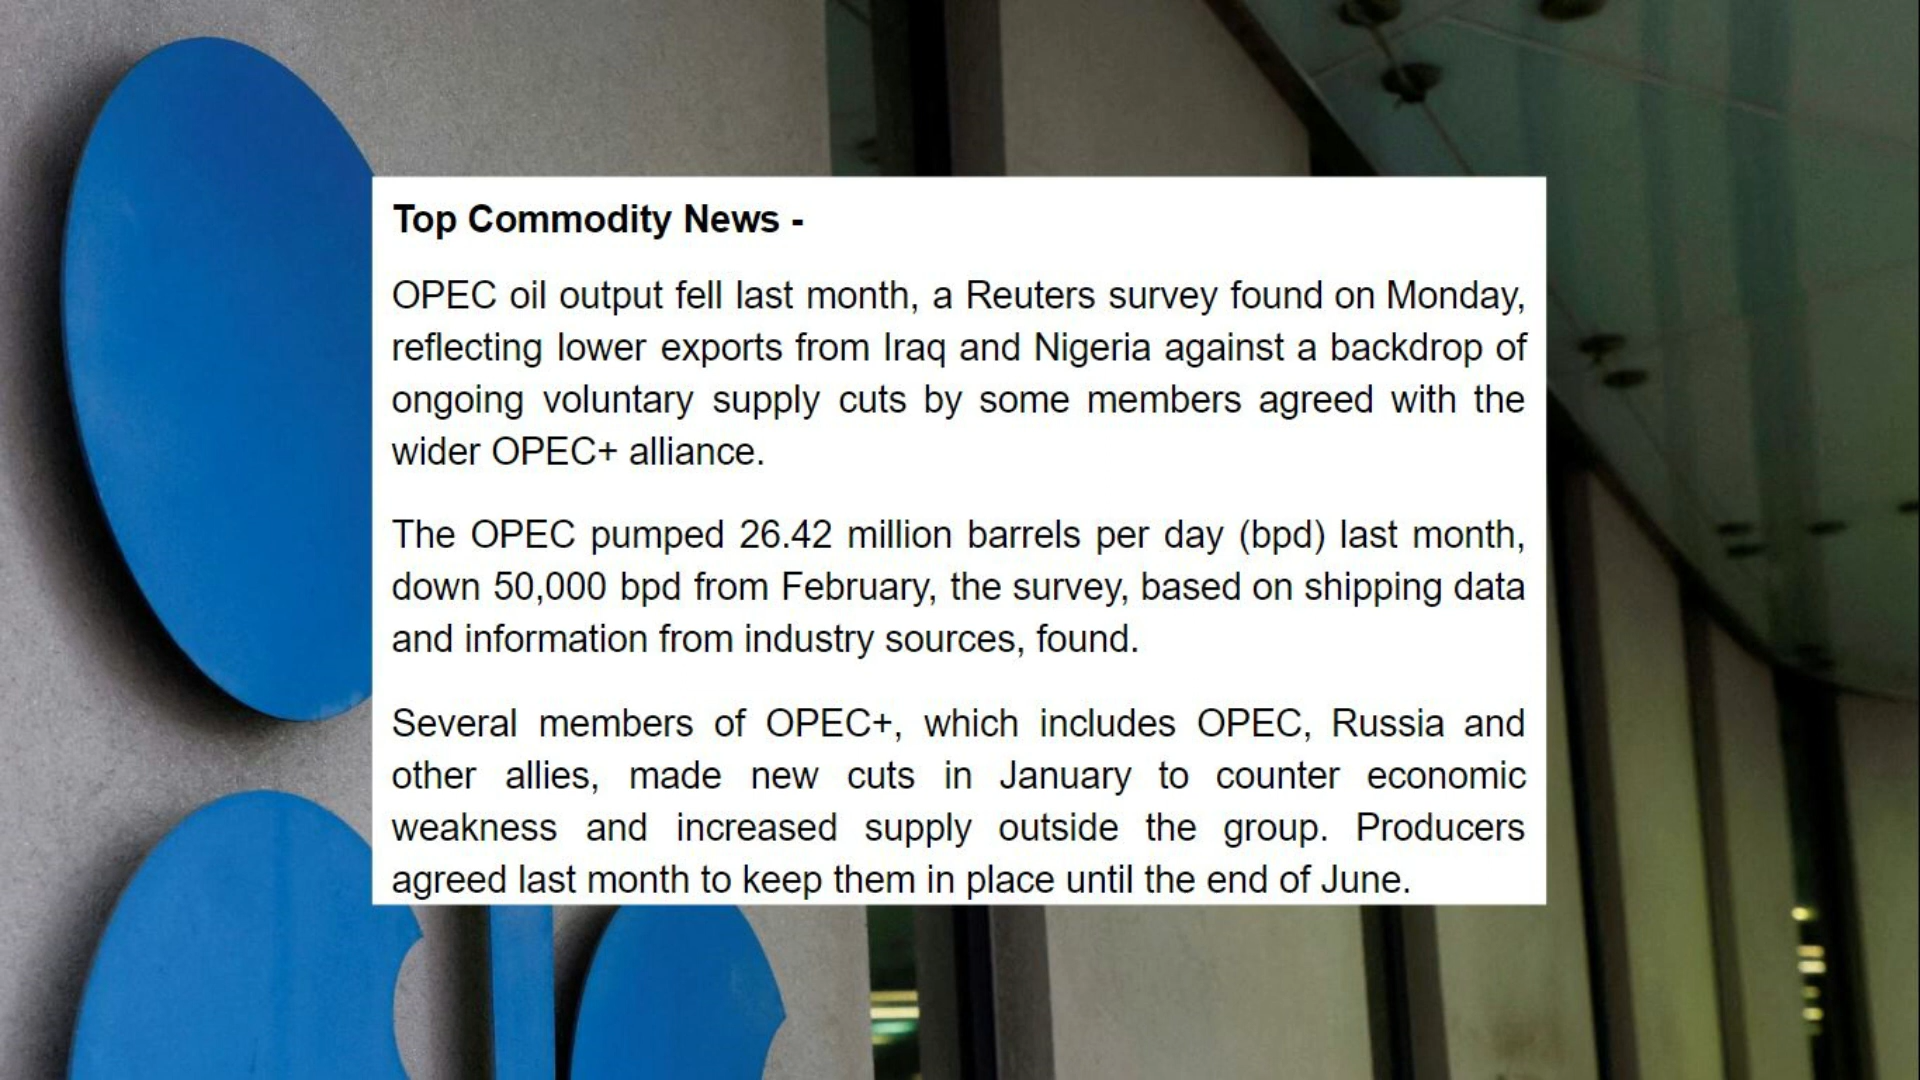 Top Commodity News -
OPEC oil output fell last month, a Reuters survey found on Monday,
reflecting lower exports from Iraq and Nigeria against a backdrop of
ongoing voluntary supply cuts by some members agreed with the
wider OPEC+ alliance.
The OPEC pumped 26.42 million barrels per day (bpd) last month,
down 50,000 bpd from February, the survey, based on shipping data
and information from industry sources, found.
Several members of OPEC+, which includes OPEC, Russia and
other allies, made new cuts in January to counter economic
weakness and increased supply outside the group. Producers
agreed last month to keep them in place until the end of June.